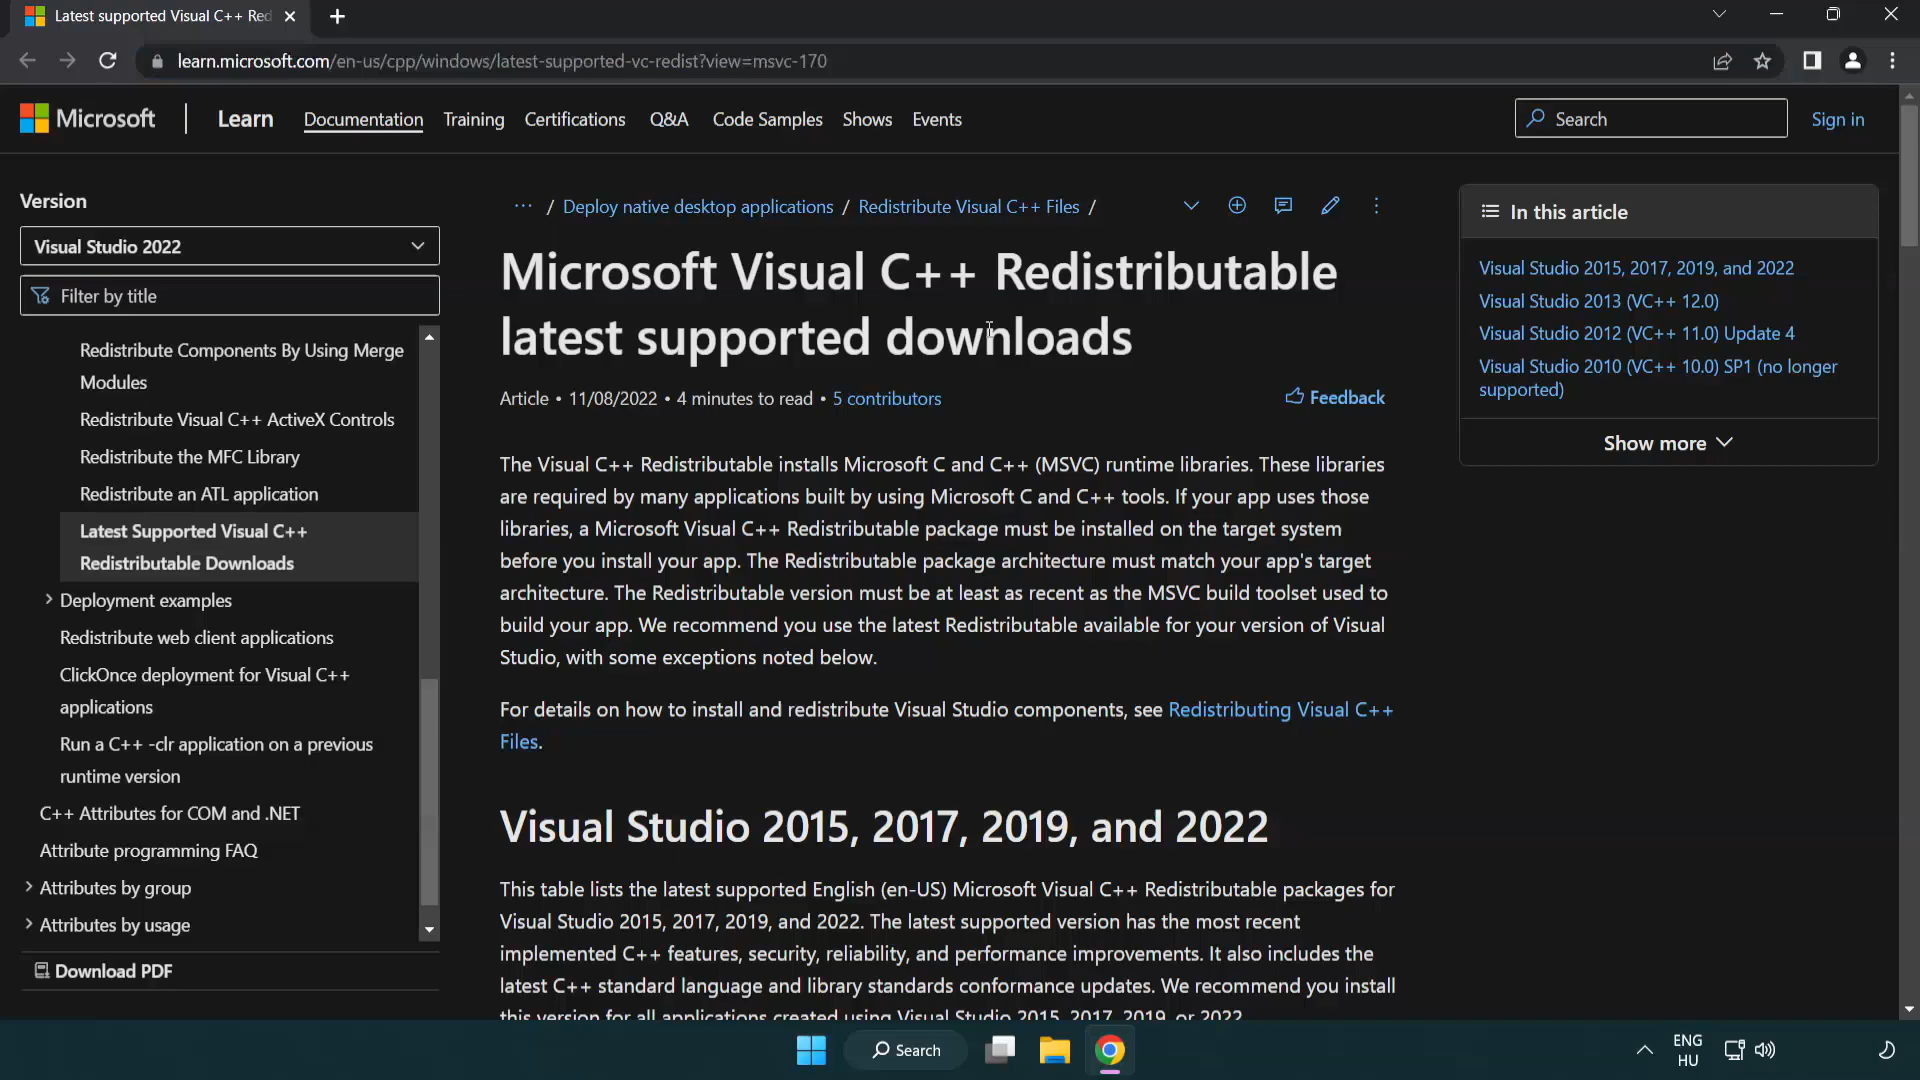 Latest supported Visual C++ Red
learn.microsoft.com/en-us/cpp/windows/latest-supported-vc-redist?view=msvc-170
Microsoft
Learn
Documentation
Training
Certifications
Q&A
Code Samples
Shows
Events
Search
Sign in
Version
Visual Studio 2022
Filter by title
Redistribute Components By Using Merge
Modules
Redistribute Visual C++ ActiveX Controls
Redistribute the MFC Library
Redistribute an ATL application
Latest Supported Visual C++
Redistributable Downloads
Deployment examples
Redistribute web client applications
ClickOnce deployment for Visual C++
applications
Run a C++ -clr application on a previous
runtime version
C++ Attributes for COM and .NET
Attribute programming FAQ
Attributes by group
Attributes by usage
Download PDF
... / Deploy native desktop applications / Redistribute Visual C++ Files /
Microsoft Visual C++ Redistributable
latest supported downloads
Article • 11/08/2022 • 4 minutes to read • 5 contributors
Feedback
The Visual C++ Redistributable installs Microsoft C and C++ (MSVC) runtime libraries. These libraries
are required by many applications built by using Microsoft C and C++ tools. If your app uses those
libraries, a Microsoft Visual C++ Redistributable package must be installed on the target system
before you install your app. The Redistributable package architecture must match your app's target
architecture. The Redistributable version must be at least as recent as the MSVC build toolset used to
build your app. We recommend you use the latest Redistributable available for your version of Visual
Studio, with some exceptions noted below.
For details on how to install and redistribute Visual Studio components, see Redistributing Visual C++
Files.
Visual Studio 2015, 2017, 2019, and 2022
This table lists the latest supported English (en-US) Microsoft Visual C++ Redistributable packages for
Visual Studio 2015, 2017, 2019, and 2022. The latest supported version has the most recent
implemented C++ features, security, reliability, and performance improvements. It also includes the
latest C++ standard language and library standards conformance updates. We recommend you install
this version for all applications created using Visual Studio 2015, 2017, 2019, or 2022.
In this article
Visual Studio 2015, 2017, 2019, and 2022
Visual Studio 2013 (VC++ 12.0)
Visual Studio 2012 (VC++ 11.0) Update 4
Visual Studio 2010 (VC++ 10.0) SP1 (no longer
supported)
Show more
Search
ENG
HU